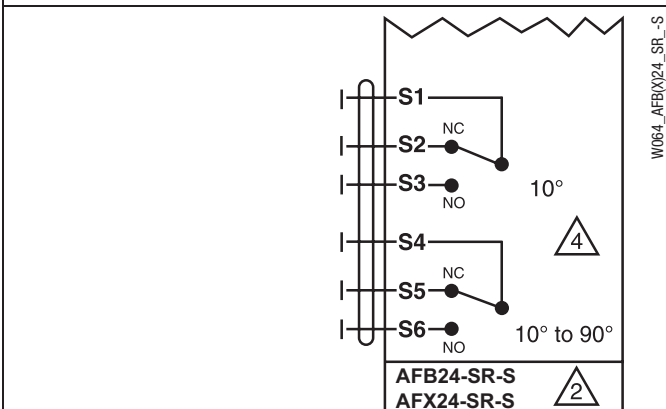 W064_AFB(X)24_SR_-S
S1
NC
S2
S3
10°
NO
S4
4
NC
S5
S6
10° to 90°
NO
AFB24-SR-S
AFX24-SR-S
2